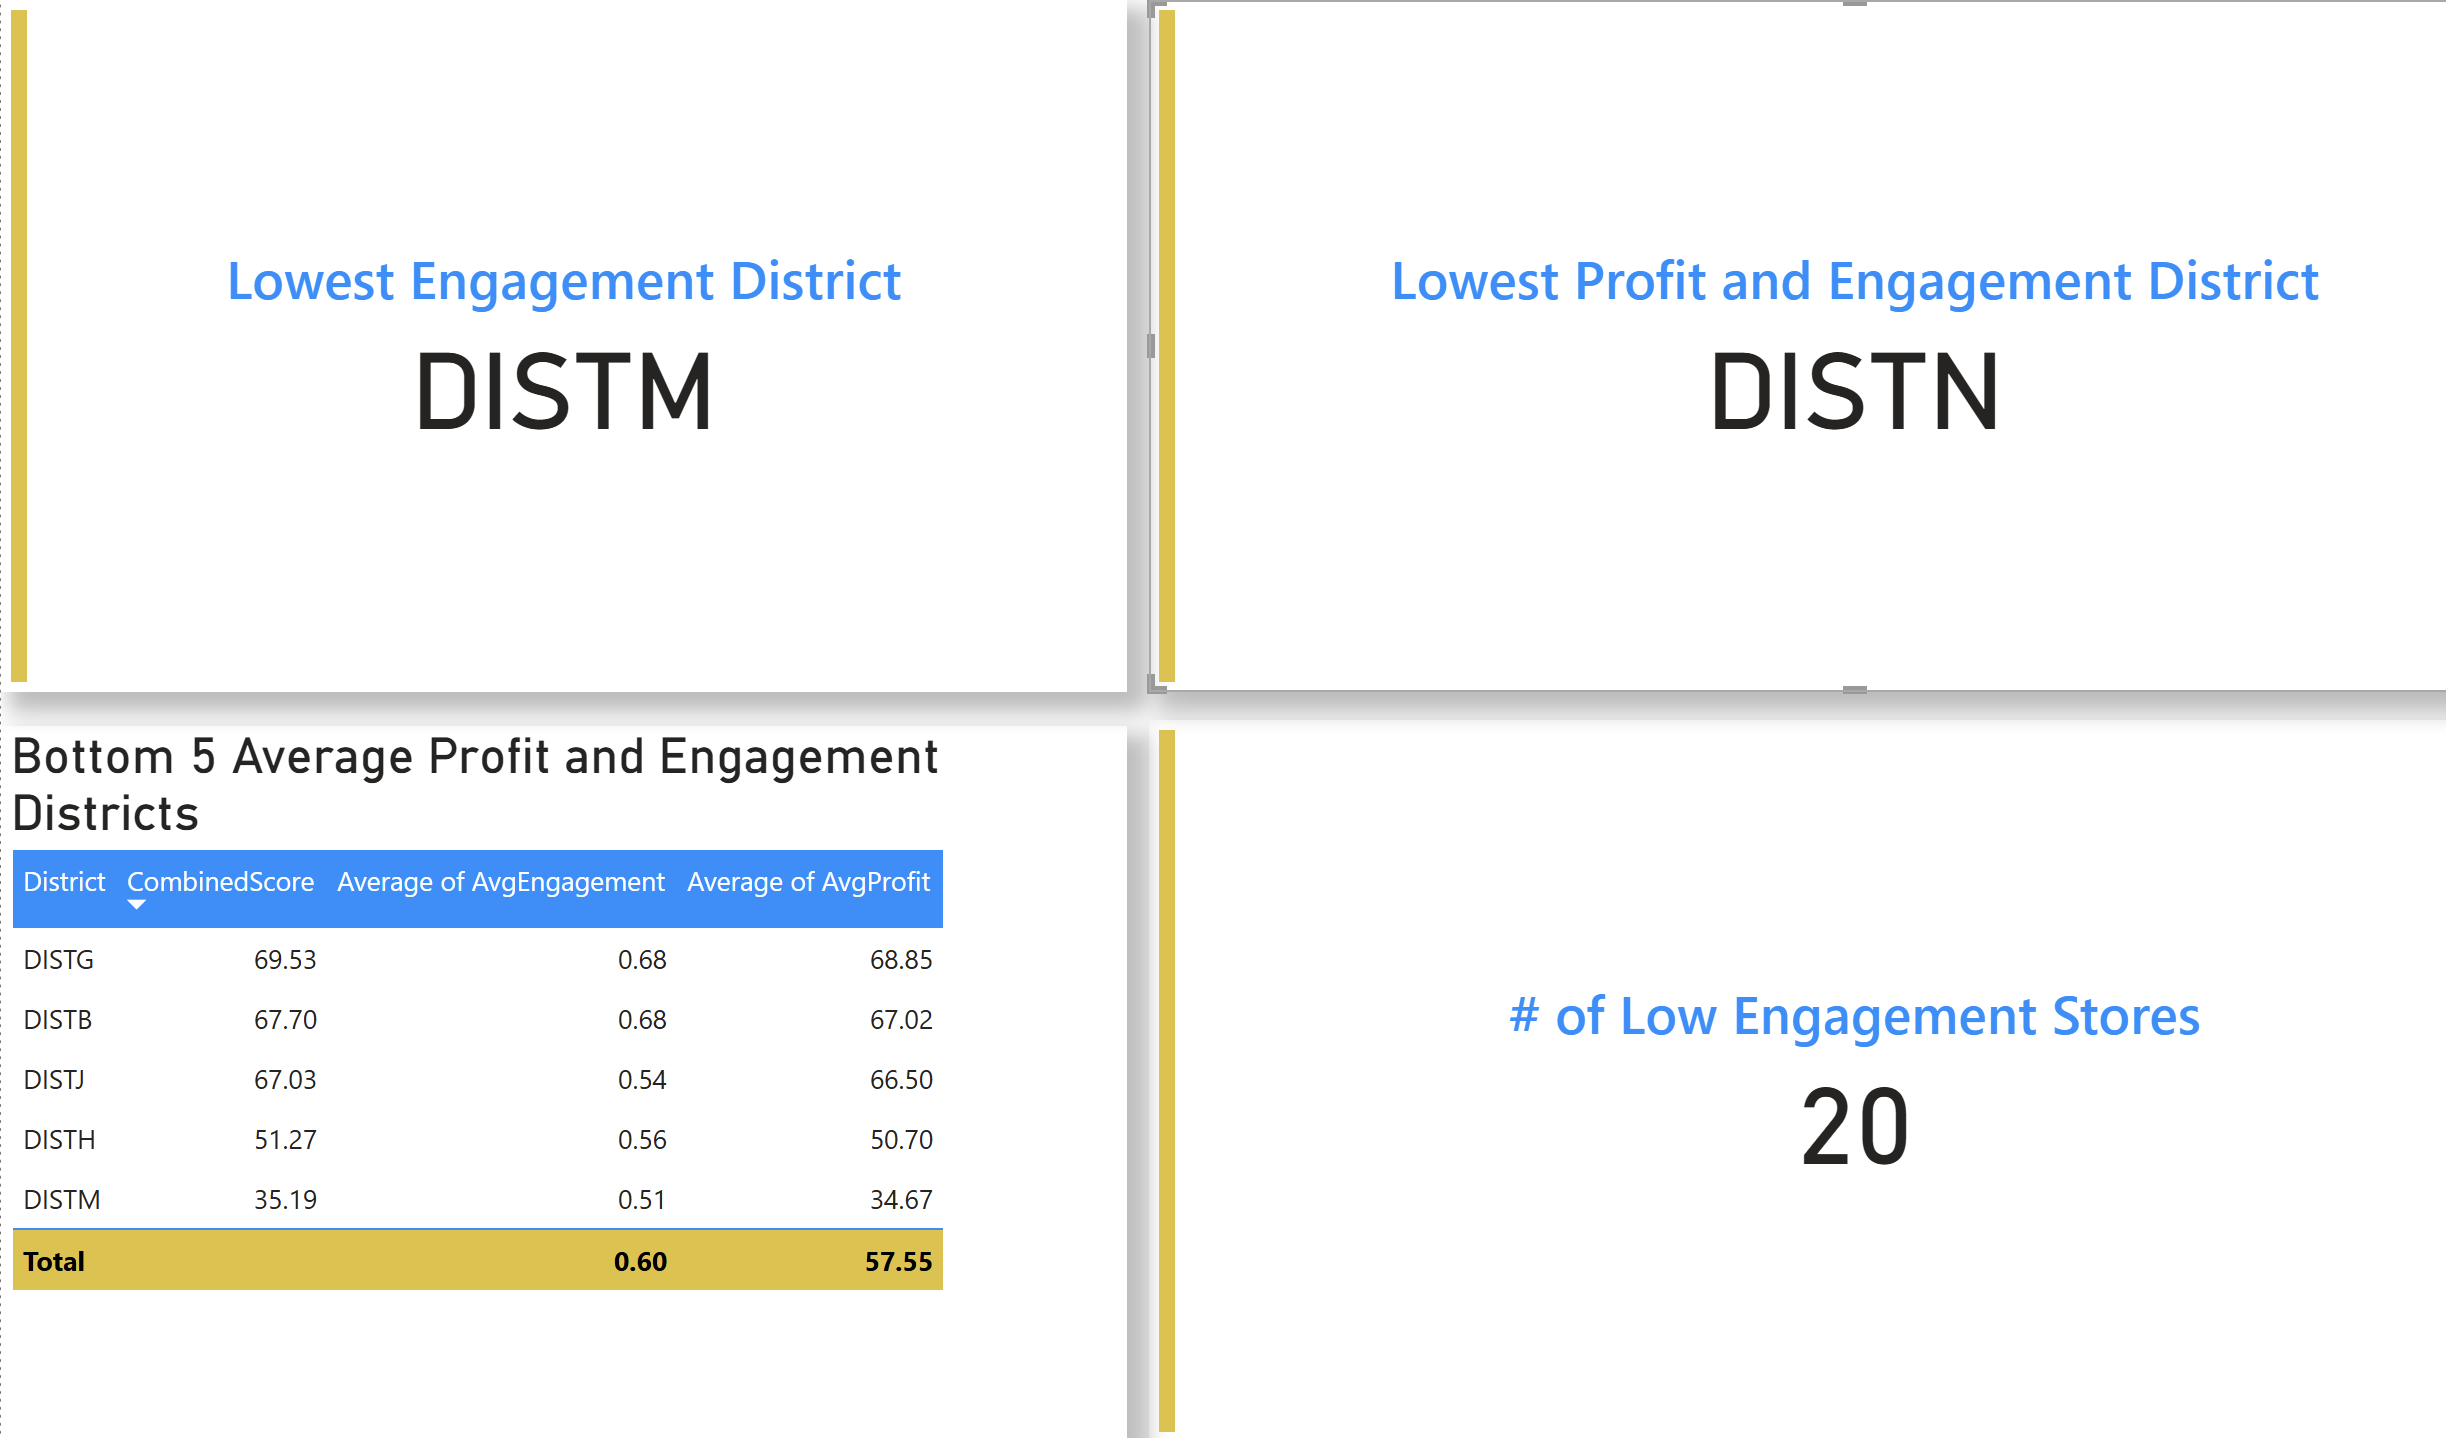 Lowest Engagement District
DISTM
Lowest Profit and Engagement District
DISTN
Bottom 5 Average Profit and Engagement
Districts
District CombinedScore Average of AvgEngagement Average of AvgProfit
DISTG 69.53 0.68 68.85
DISTB 67.70 0.68 67.02
DISTJ 67.03 0.54 66.50
DISTH 51.27 0.56 50.70
DISTM 35.19 0.51 34.67
Total 0.60 57.55
# of Low Engagement Stores
20